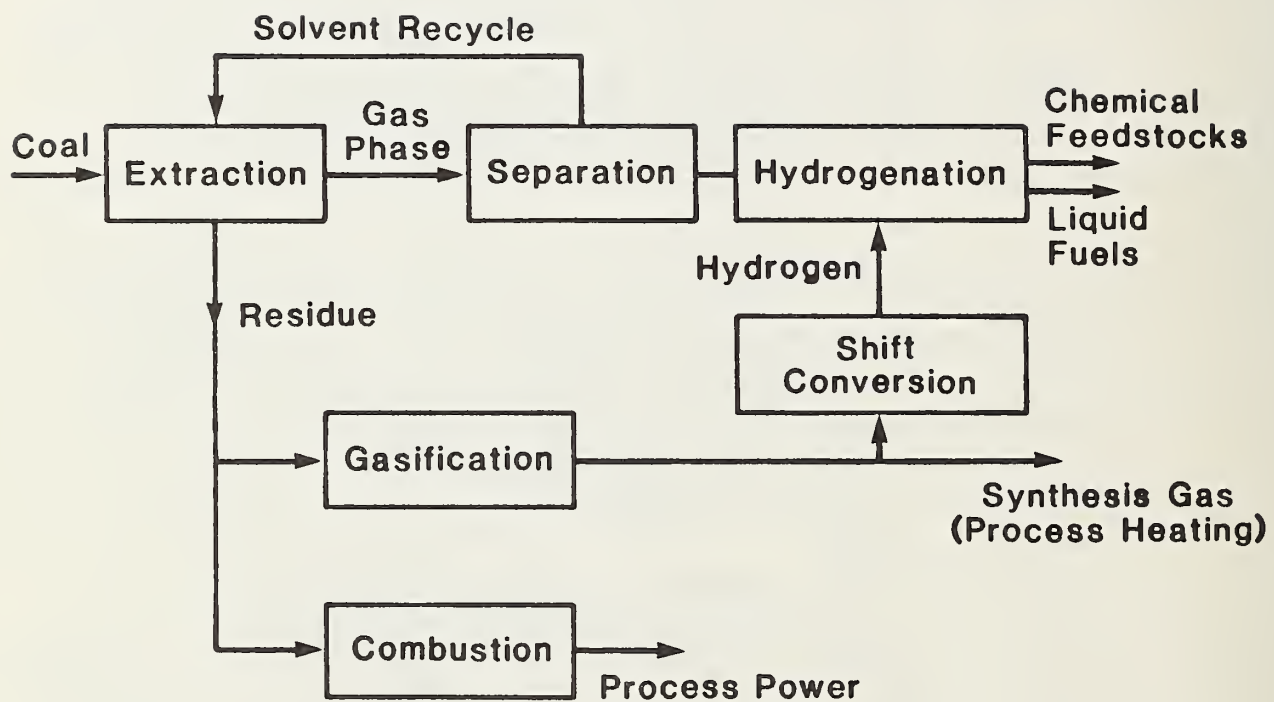 Solvent Recycle
Coal
Extraction
Gas
Phase
Separation
Hydrogenation
Chemical
Feedstocks
Liquid
Fuels
Hydrogen
Residue
Shift
Conversion
Gasification
Synthesis Gas
(Process Heating)
Combustion
Process Power